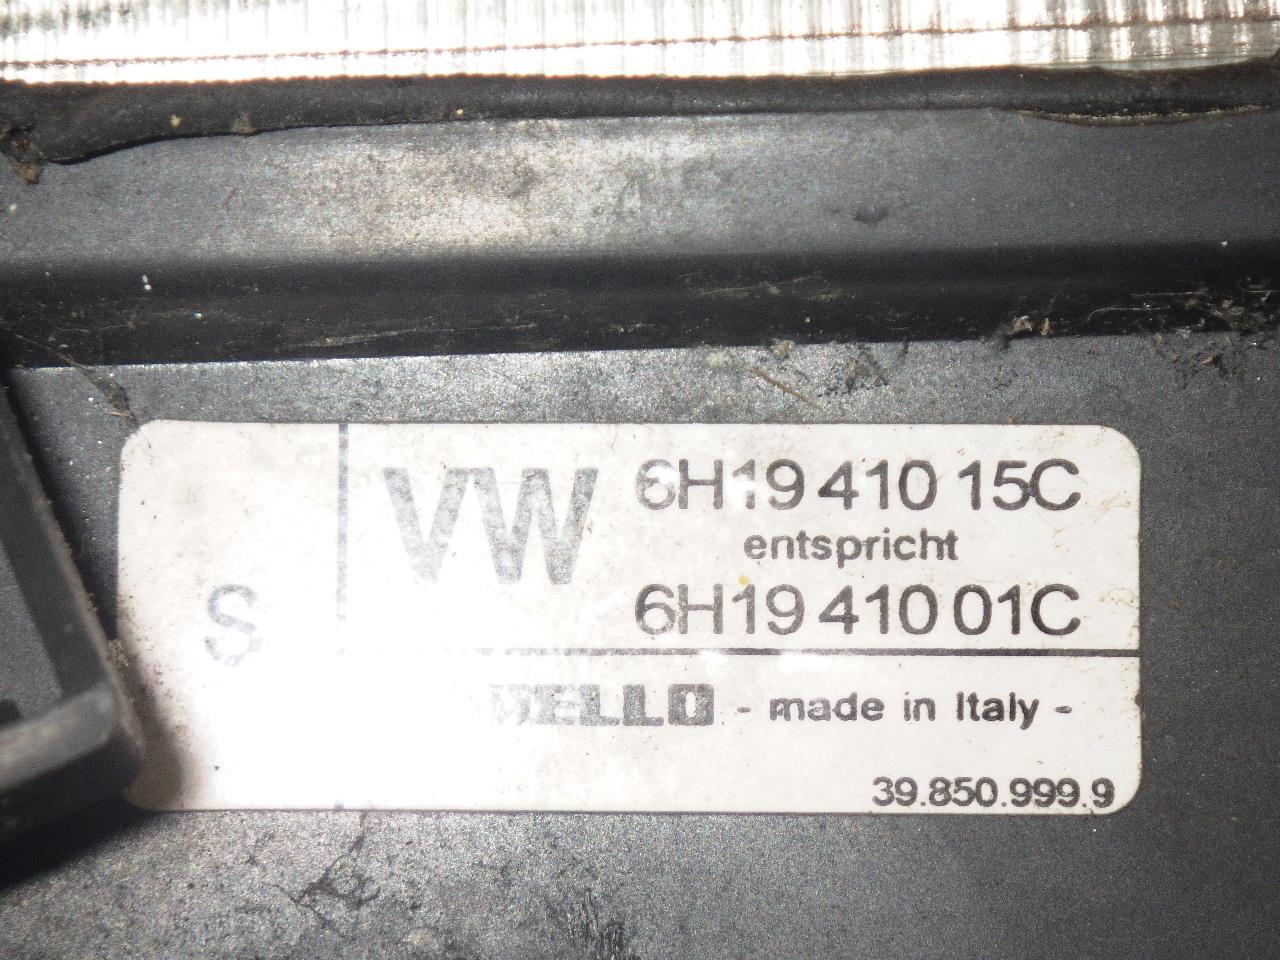 S
VW
6H19 410 15C
entspricht
6H19 410 01C
- made in Italy -
39.850.999.9